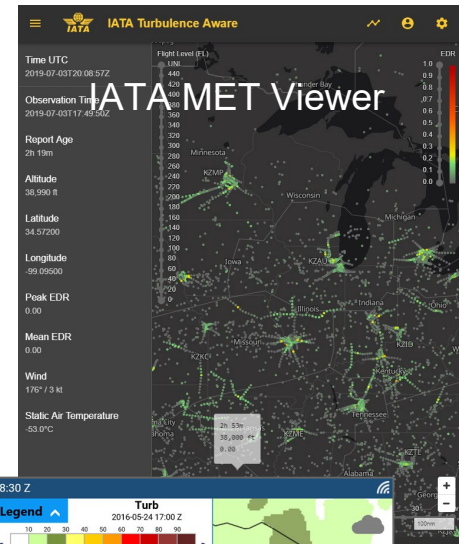 IATA
IATA Turbulence Aware
IATA MET Viewer
Time UTC
2019-07-03T20:08:57Z
Observation Time
2019-07-03T17:49:50Z
Report Age
2h 19m
Altitude
38,990 ft
Latitude
34.57200
Longitude
-99.09500
Peak EDR
0.00
Mean EDR
0.00
Wind
176° / 3 kt
Static Air Temperature
-53.0°C
Flight Level (FL)
UNI
440
420
400
380
360
340
320
300
280
260
240
220
200
180
160
140
120
100
80
60
40
20
0
EDR
1.0
0.9
0.8
0.7
0.6
0.5
0.4
0.3
0.2
0.1
0.0
Minnesota
KZMP
Wisconsin
Michigan
Iowa
KZAU
Illinois
Indiana
Ohio
Missouri
KZID
KZKC
Kentucky
Tennessee
2h 53m
38,000 ft
0.00
KZME
KZTL
Alabama
Georg
+
−
100nm
8:30 Z
Legend
Turb
2016-05-24 17:00 Z
10 20 30 40 50 60 70 80 90